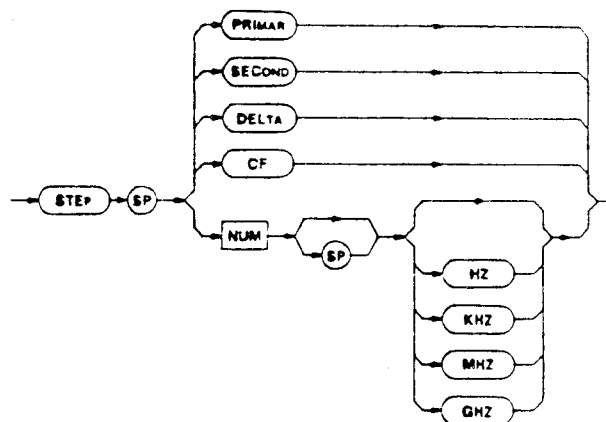 PRIMAR
SECOND
DELTA
CF
STEP SP
NUM SP
HZ
KHZ
MHZ
GHZ